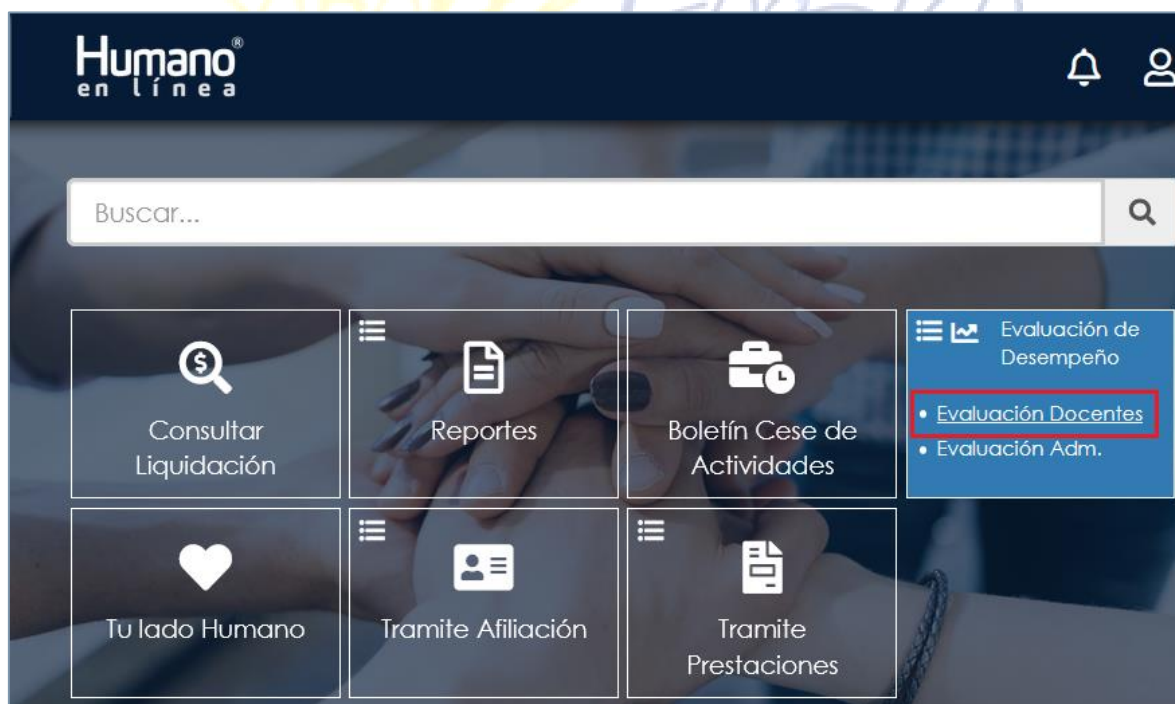 Humano®
en línea
Buscar...
Consultar
Liquidación
Reportes
Boletín Cese de
Actividades
Evaluación de
Desempeño
• Evaluación Docentes
• Evaluación Adm.
Tu lado Humano
Tramite Afiliación
Tramite
Prestaciones